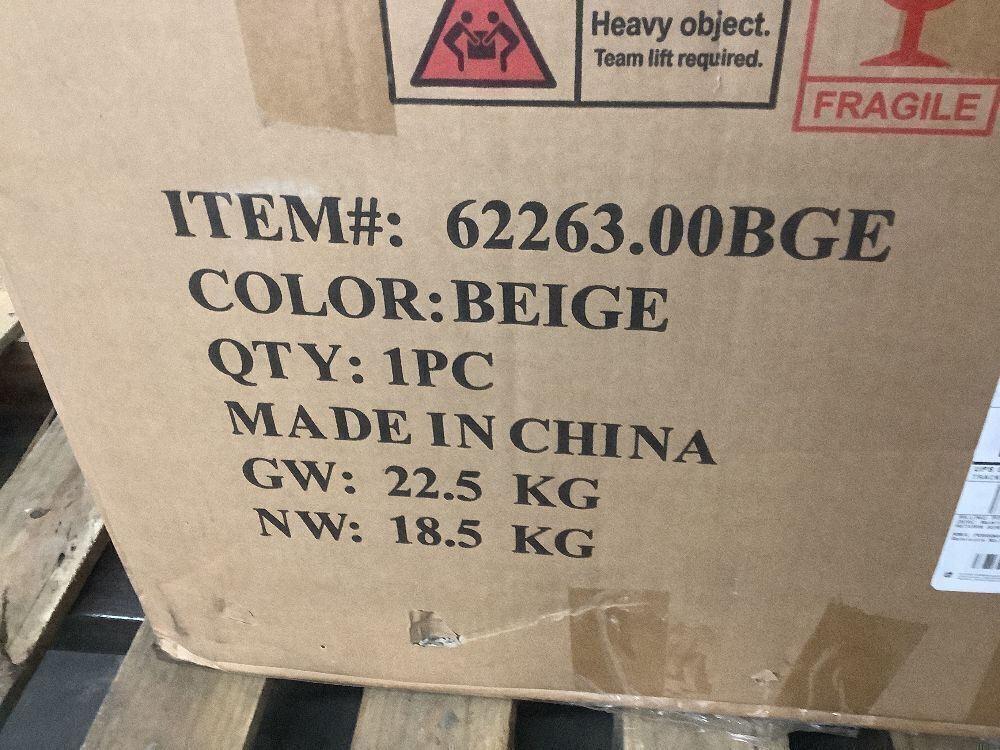 Heavy object.
Team lift required.
FRAGILE
ITEM#: 62263.00BGE
COLOR:BEIGE
QTY: 1PC
MADE IN CHINA
GW: 22.5 KG
NW: 18.5 KG